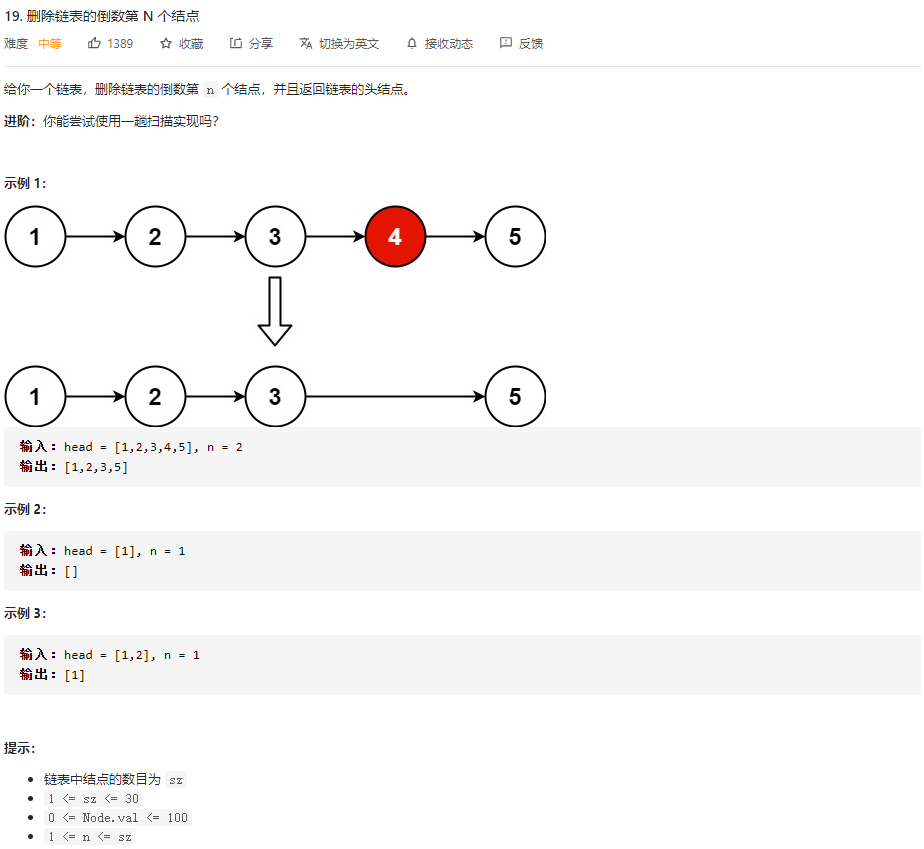 19. 删除链表的倒数第 N 个结点
难度 中等 1389 收藏 分享 切换为英文 接收动态 反馈
给你一个链表，删除链表的倒数第 n 个结点，并且返回链表的头结点。
进阶：你能尝试使用一趟扫描实现吗？
示例 1：
1 2 3 4 5
1 2 3 5
输入：head = [1,2,3,4,5], n = 2
输出：[1,2,3,5]
示例 2：
输入：head = [1], n = 1
输出：[]
示例 3：
输入：head = [1,2], n = 1
输出：[1]
提示：
链表中结点的数目为 sz
1 <= sz <= 30
0 <= Node.val <= 100
1 <= n <= sz